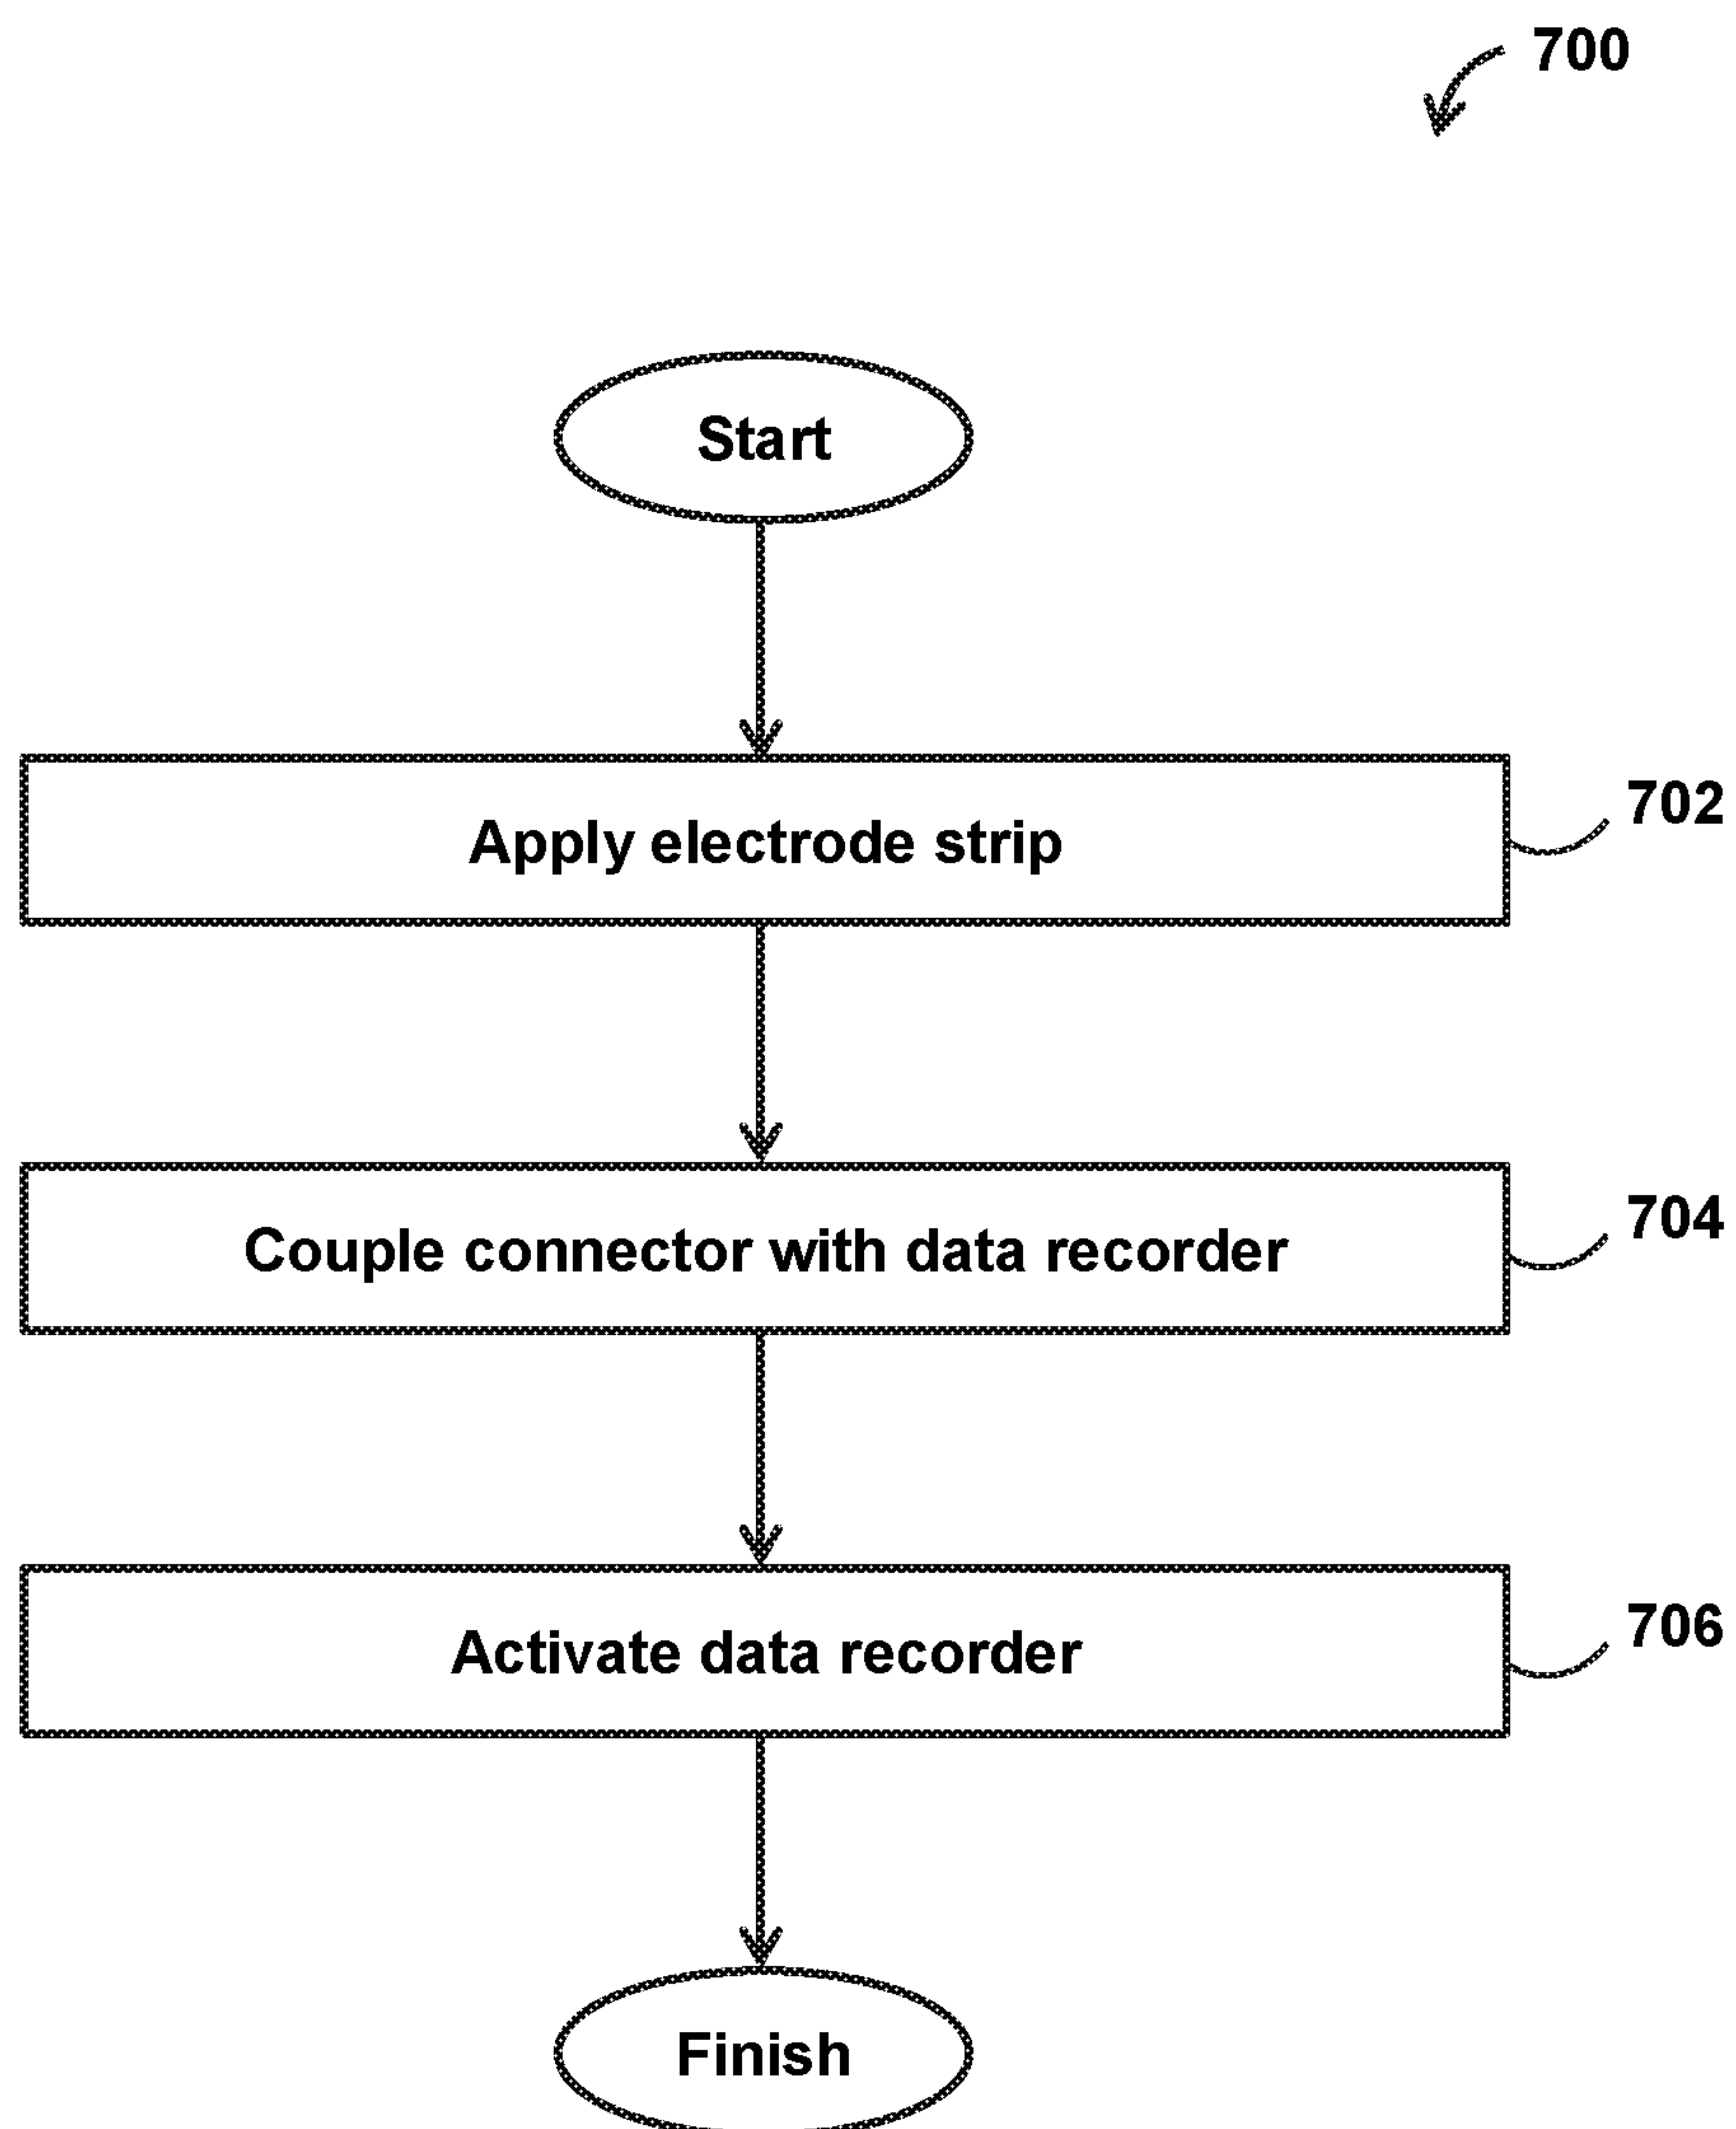 700
Start
Apply electrode strip
702
Couple connector with data recorder
704
Activate data recorder
706
Finish